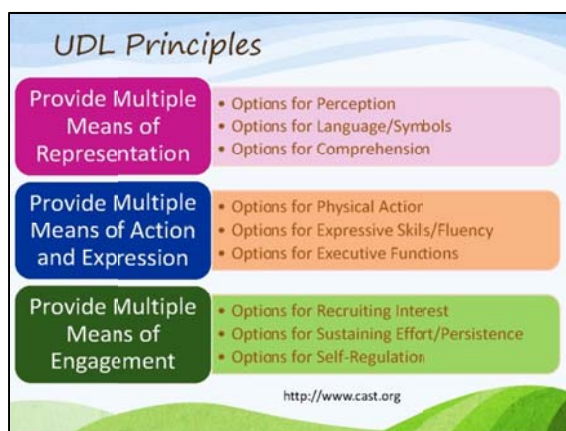 UDL Principles
Provide Multiple
Means of
Representation
• Options for Perception
• Options for Language/Symbols
• Options for Comprehension
Provide Multiple
Means of Action
and Expression
• Options for Physical Action
• Options for Expressive Skils/Fluency
• Options for Executive Functions
Provide Multiple
Means of
Engagement
• Options for Recruiting Interest
• Options for Sustaining Effort/Persistence
• Options for Self-Regulation
http://www.cast.org